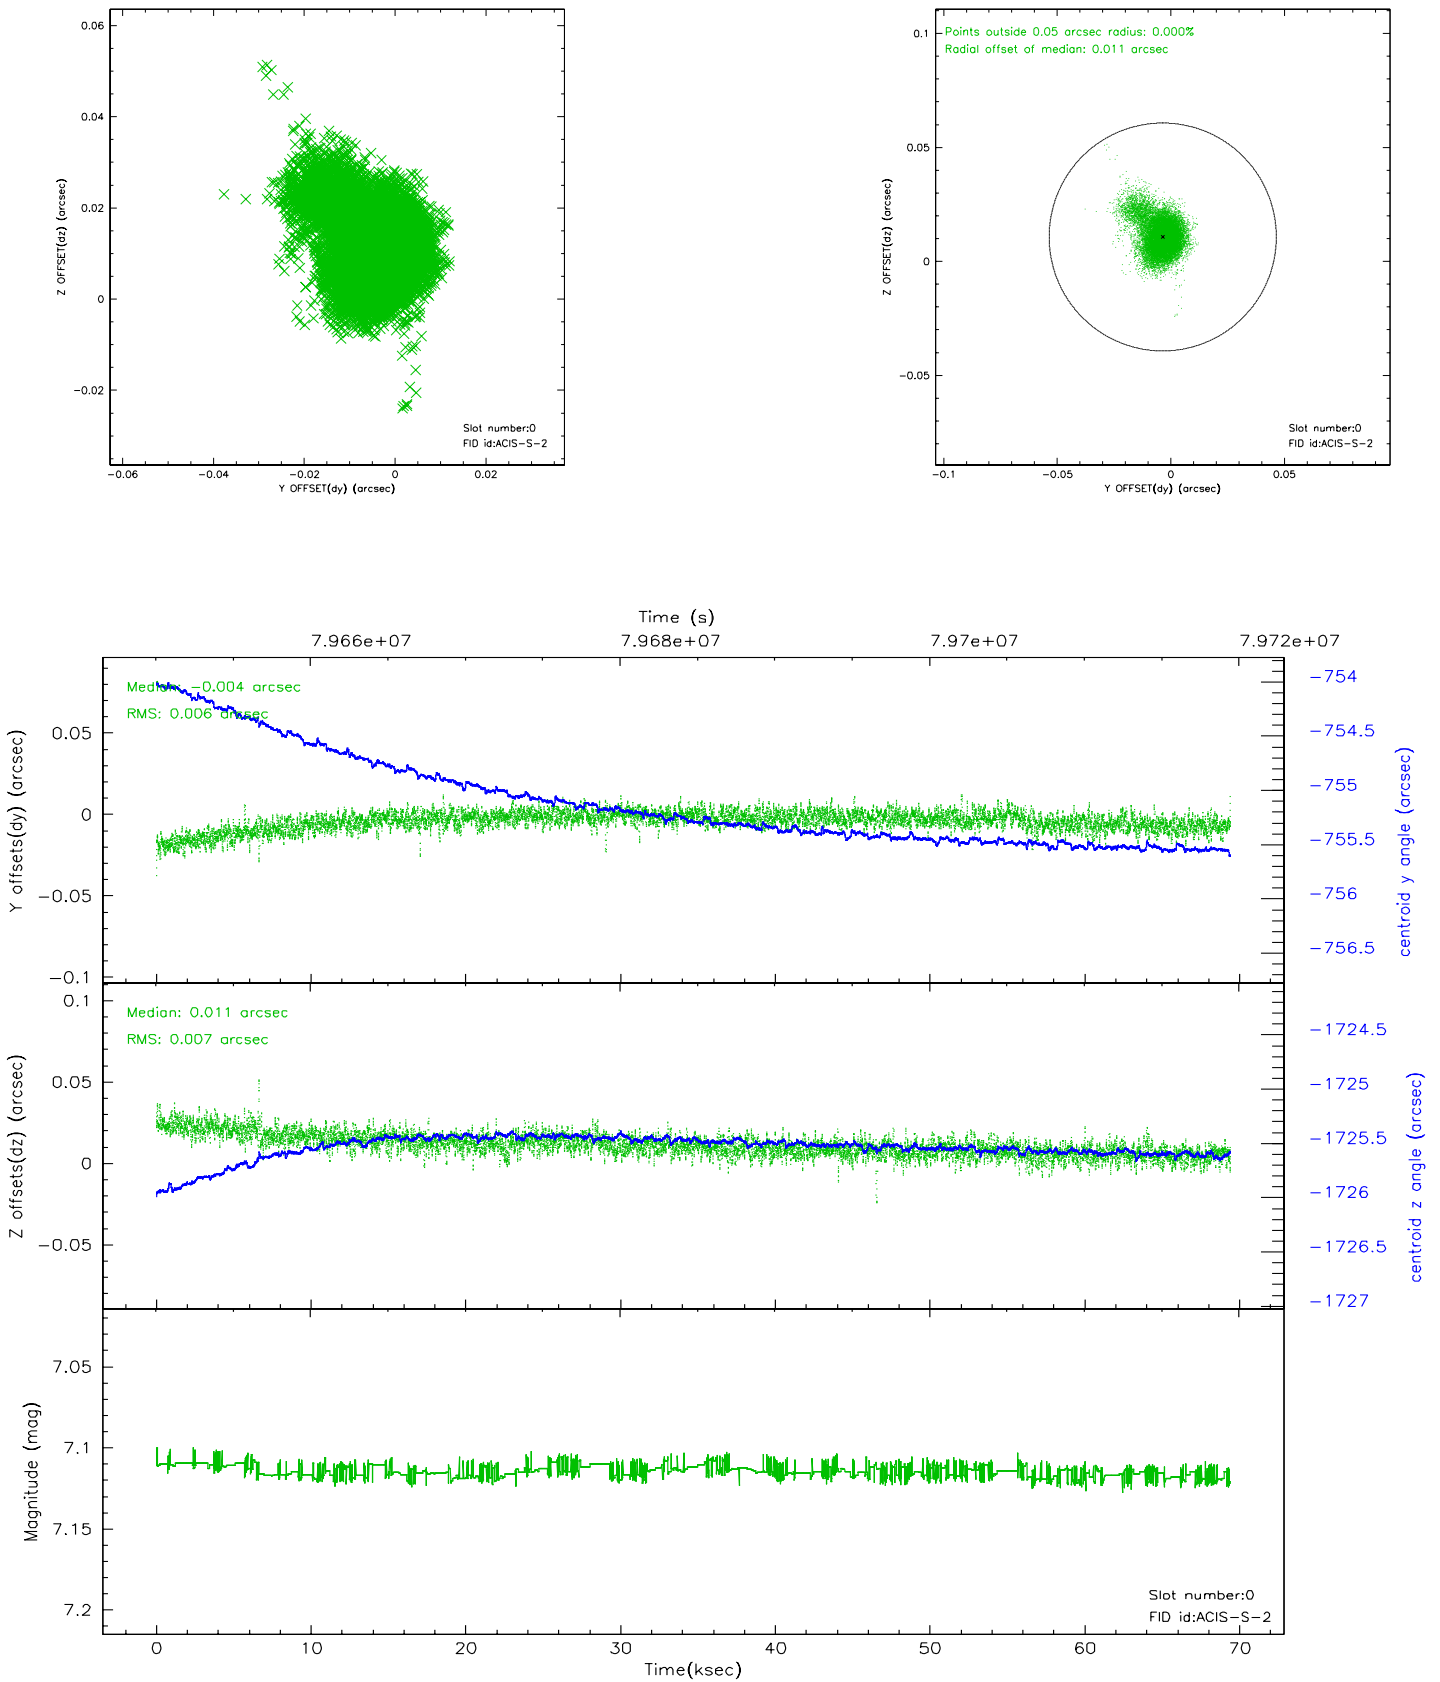 0.06
0.04
0.02
0
−0.02
Z OFFSET(dz) (arcsec)
Slot number:0
FID id:ACIS−S−2
−0.06
−0.04
−0.02
0
0.02
Y OFFSET(dy) (arcsec)
Points outside 0.05 arcsec radius: 0.000%
Radial offset of median: 0.011 arcsec
0.1
0.05
0
−0.05
Z OFFSET(dz) (arcsec)
Slot number:0
FID id:ACIS−S−2
−0.1
−0.05
0
0.05
Y OFFSET(dy) (arcsec)
Time (s)
7.966e+07
7.968e+07
7.97e+07
7.972e+07
Median: −0.004 arcsec
RMS: 0.006 arcsec
0.05
0
−0.05
−0.1
Y offsets(dy) (arcsec)
−754
−754.5
−755
−755.5
−756
−756.5
centroid y angle (arcsec)
Median: 0.011 arcsec
RMS: 0.007 arcsec
0.1
0.05
0
−0.05
Z offsets(dz) (arcsec)
−1724.5
−1725
−1725.5
−1726
−1726.5
−1727
centroid z angle (arcsec)
7.05
7.1
7.15
7.2
Magnitude (mag)
Slot number:0
FID id:ACIS−S−2
0
10
20
30
40
50
60
70
Time(ksec)